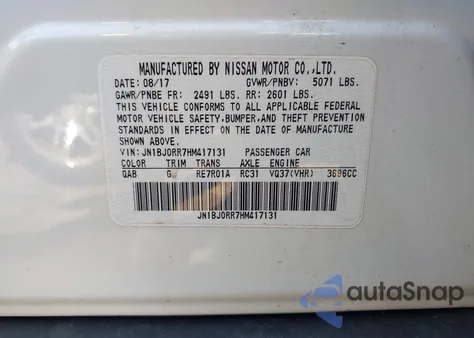 MANUFACTURED BY NISSAN MOTOR CO.,LTD.
DATE: 08/17 GVWR/PNBV: 5071 LBS.
GAWR/PNBE FR: 2491 LBS. RR: 2601 LBS.
THIS VEHICLE CONFORMS TO ALL APPLICABLE FEDERAL
MOTOR VEHICLE SAFETY,BUMPER,AND THEFT PREVENTION
STANDARDS IN EFFECT ON THE DATE OF MANUFACTURE
SHOWN ABOVE.
VIN: JN1BJ0RR7HM417131 PASSENGER CAR
COLOR TRIM TRANS AXLE ENGINE
QAB G RE7R01A RC31 VQ37(VHR) 3696CC
JN1BJ0RR7HM417131
autoSnap